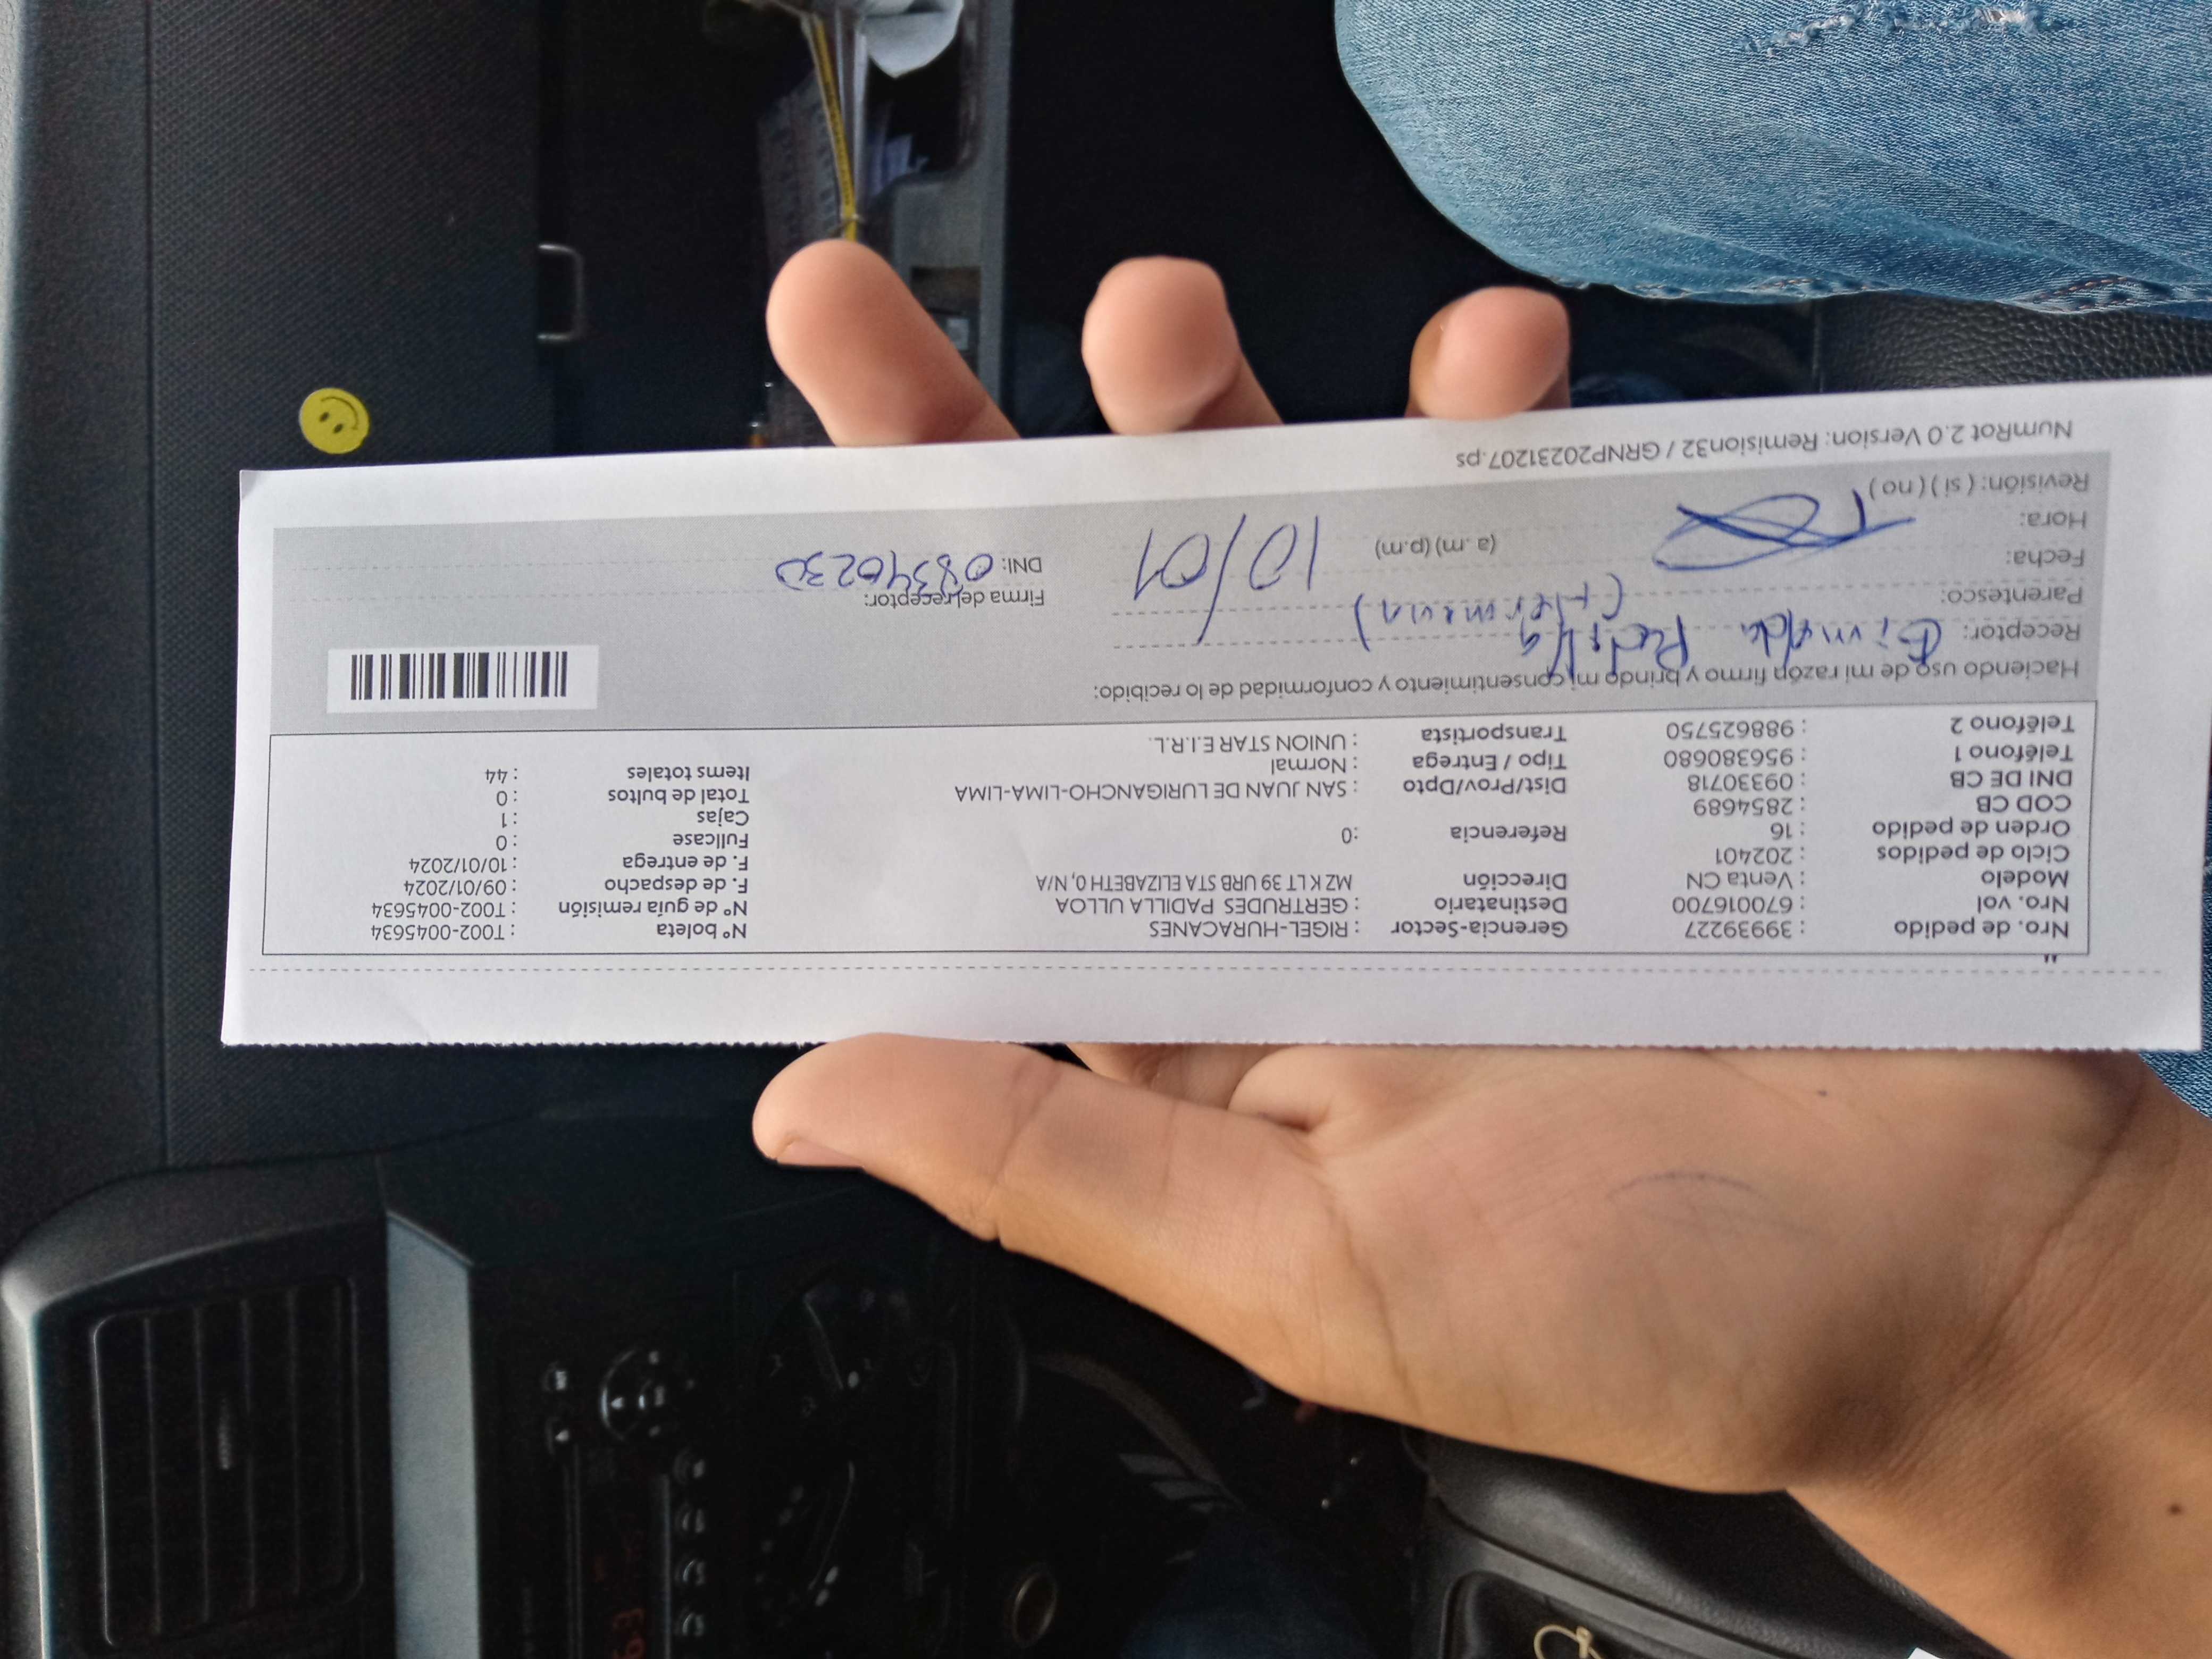 Nro. de pedido : 39939227 Gerencia-Sector : RIGEL-HURACANES Nº boleta : T002-0045634
Nro. vol : 670016700 Destinatario : GERTRUDES PADILLA ULLOA Nº de guía remisión : T002-0045634
Modelo : Venta CN Dirección MZ K LT 39 URB STA ELIZABETH 0, N/A F. de despacho : 09/01/2024
Ciclo de pedidos : 202401 F. de entrega : 10/01/2024
Orden de pedido : 16 Referencia :0 Fullcase : 0
COD CB : 2854689 Cajas : 1
DNI DE CB : 09330718 Dist/Prov/Dpto : SAN JUAN DE LURIGANCHO-LIMA-LIMA Total de bultos : 0
Teléfono 1 : 956380680 Tipo / Entrega : Normal Items totales : 44
Teléfono 2 : 988625750 Transportista : UNION STAR E.I.R.L.
Haciendo uso de mi razón firmo y brindo mi consentimiento y conformidad de lo recibido:
Receptor: Padilla
Parentesco: (Hermana)
Firma del receptor:
Fecha: 10/01
DNI: 08340230
Hora: (a. m) (p.m)
Revisión: ( si ) ( no )
NumRot 2.0 Version: Remision32 / GRNP20231207.ps